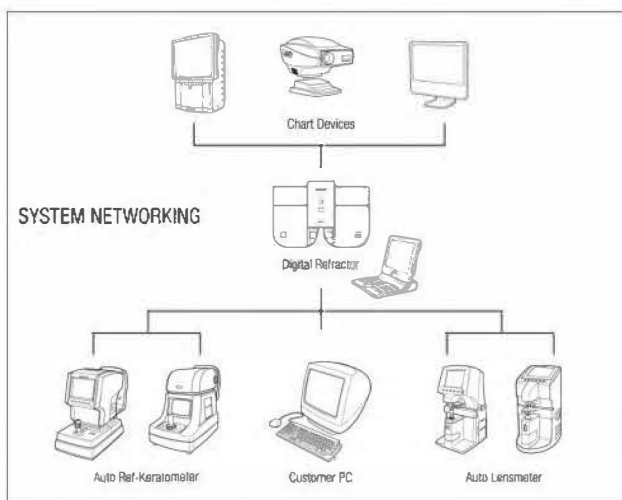 Chart Devices
SYSTEM NETWORKING
Digital Refractor
Auto Ref-Keratometer
Customer PC
Auto Lensmeter